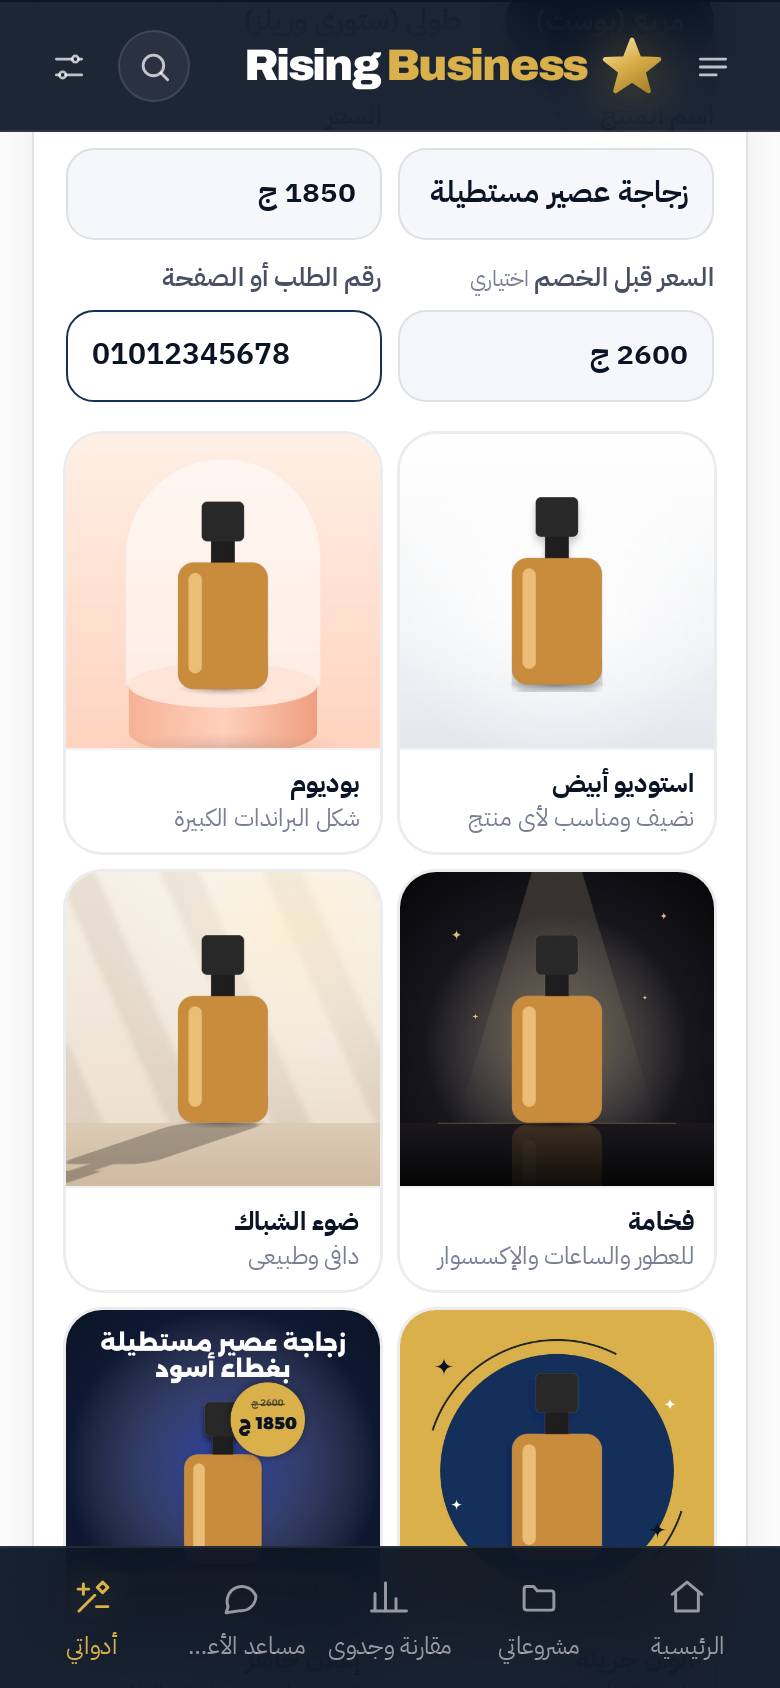 Rising Business
زجاجة عصير مستطيلة
1850 ج
السعر قبل الخصم اختياري
رقم الطلب أو الصفحة
2600 ج
01012345678
استوديو أبيض
نضيف ومناسب لأى منتج
بوديوم
شكل البراندات الكبيرة
فخامة
للعطور والساعات والإكسسوار
ضوء الشباك
دافى وطبيعى
زجاجة عصير مستطيلة
بغطاء أسود
2600 ج
1850 ج
الرئيسية
مشروعاتي
مقارنة وجدوى
مساعد الأعـ...
أدواتي